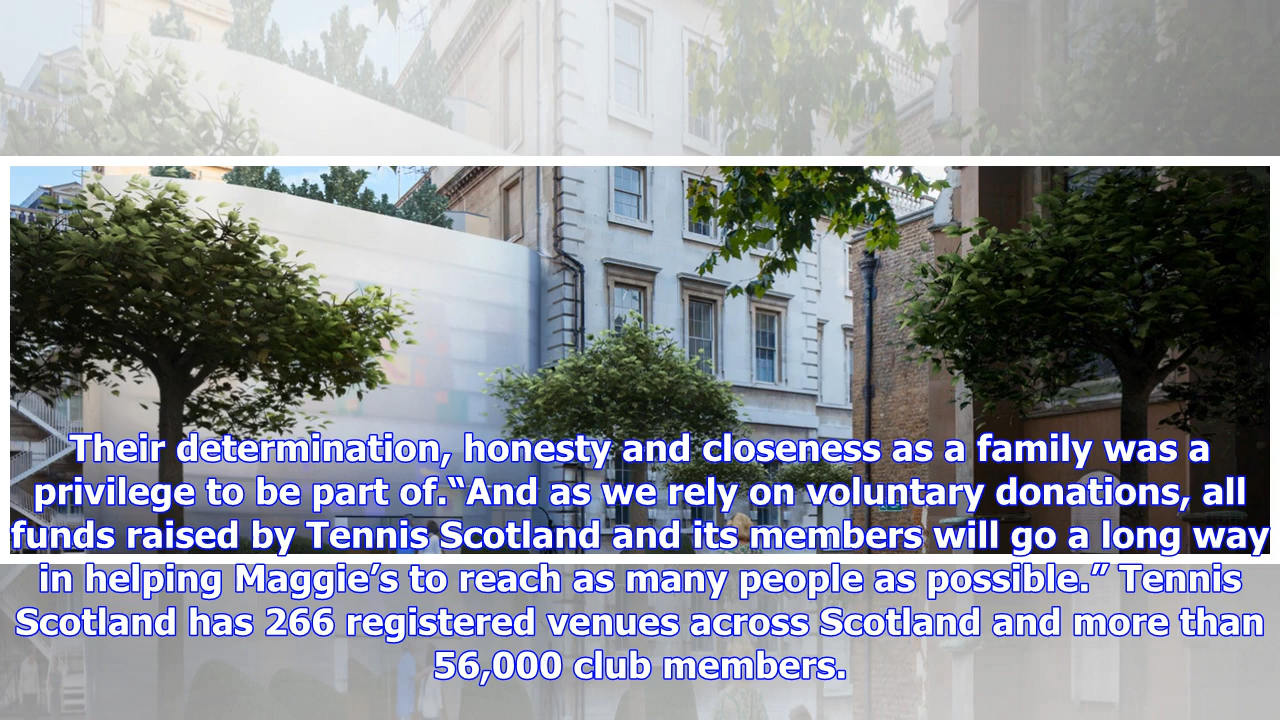 Their determination, honesty and closeness as a family was a
privilege to be part of.“And as we rely on voluntary donations, all
funds raised by Tennis Scotland and its members will go a long way
in helping Maggie’s to reach as many people as possible.” Tennis
Scotland has 266 registered venues across Scotland and more than
56,000 club members.